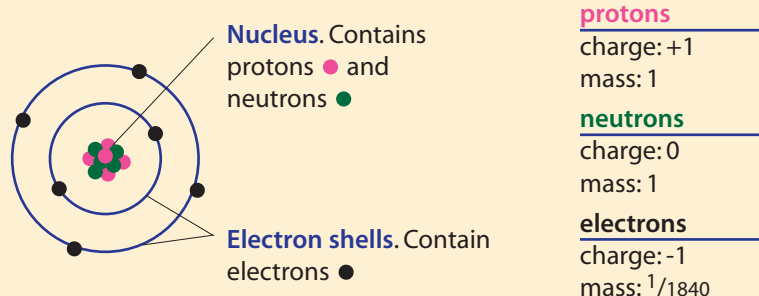 Nucleus. Contains
protons and
neutrons
Electron shells. Contain
electrons
protons
charge: +1
mass: 1
neutrons
charge: 0
mass: 1
electrons
charge: -1
mass: 1/1840